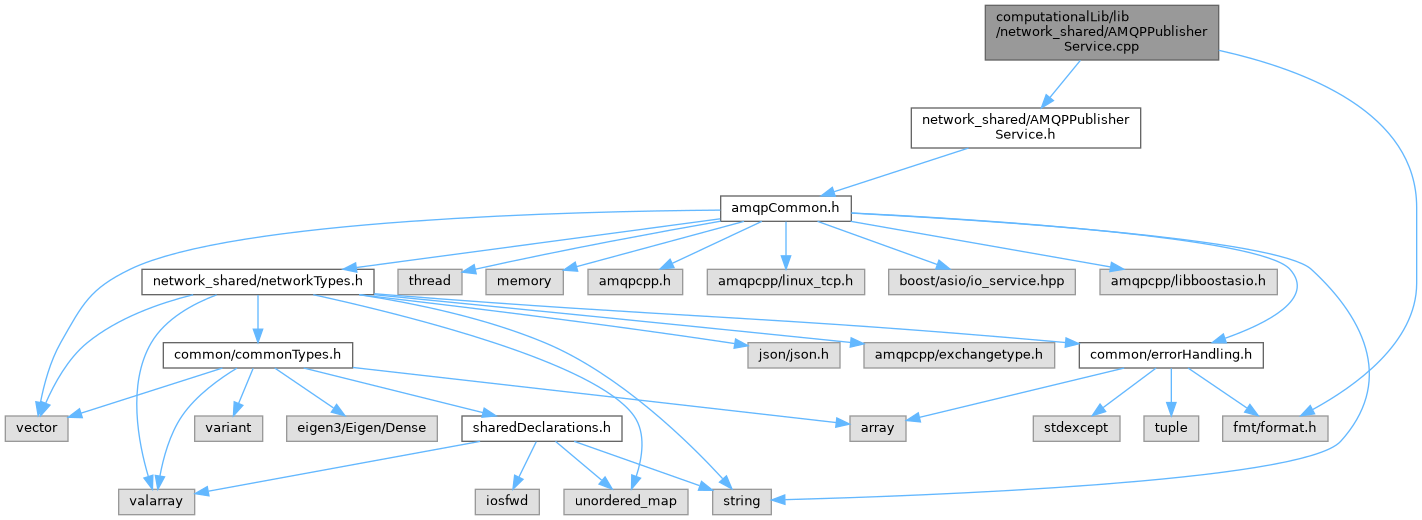 computationalLib/lib
/network_shared/AMQPPublisher
Service.cpp
network_shared/AMQPPublisher
Service.h
amqpCommon.h
network_shared/networkTypes.h
thread
memory
amqpcpp.h
amqpcpp/linux_tcp.h
boost/asio/io_service.hpp
amqpcpp/libboostasio.h
common/commonTypes.h
json/json.h
amqpcpp/exchangetype.h
common/errorHandling.h
vector
variant
eigen3/Eigen/Dense
sharedDeclarations.h
array
stdexcept
tuple
fmt/format.h
valarray
iosfwd
unordered_map
string